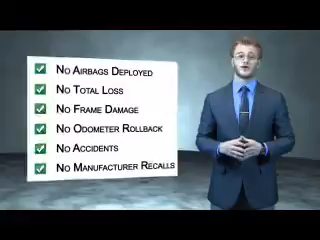 No Airbags Deployed
No Total Loss
No Frame Damage
No Odometer Rollback
No Accidents
No Manufacturer Recalls